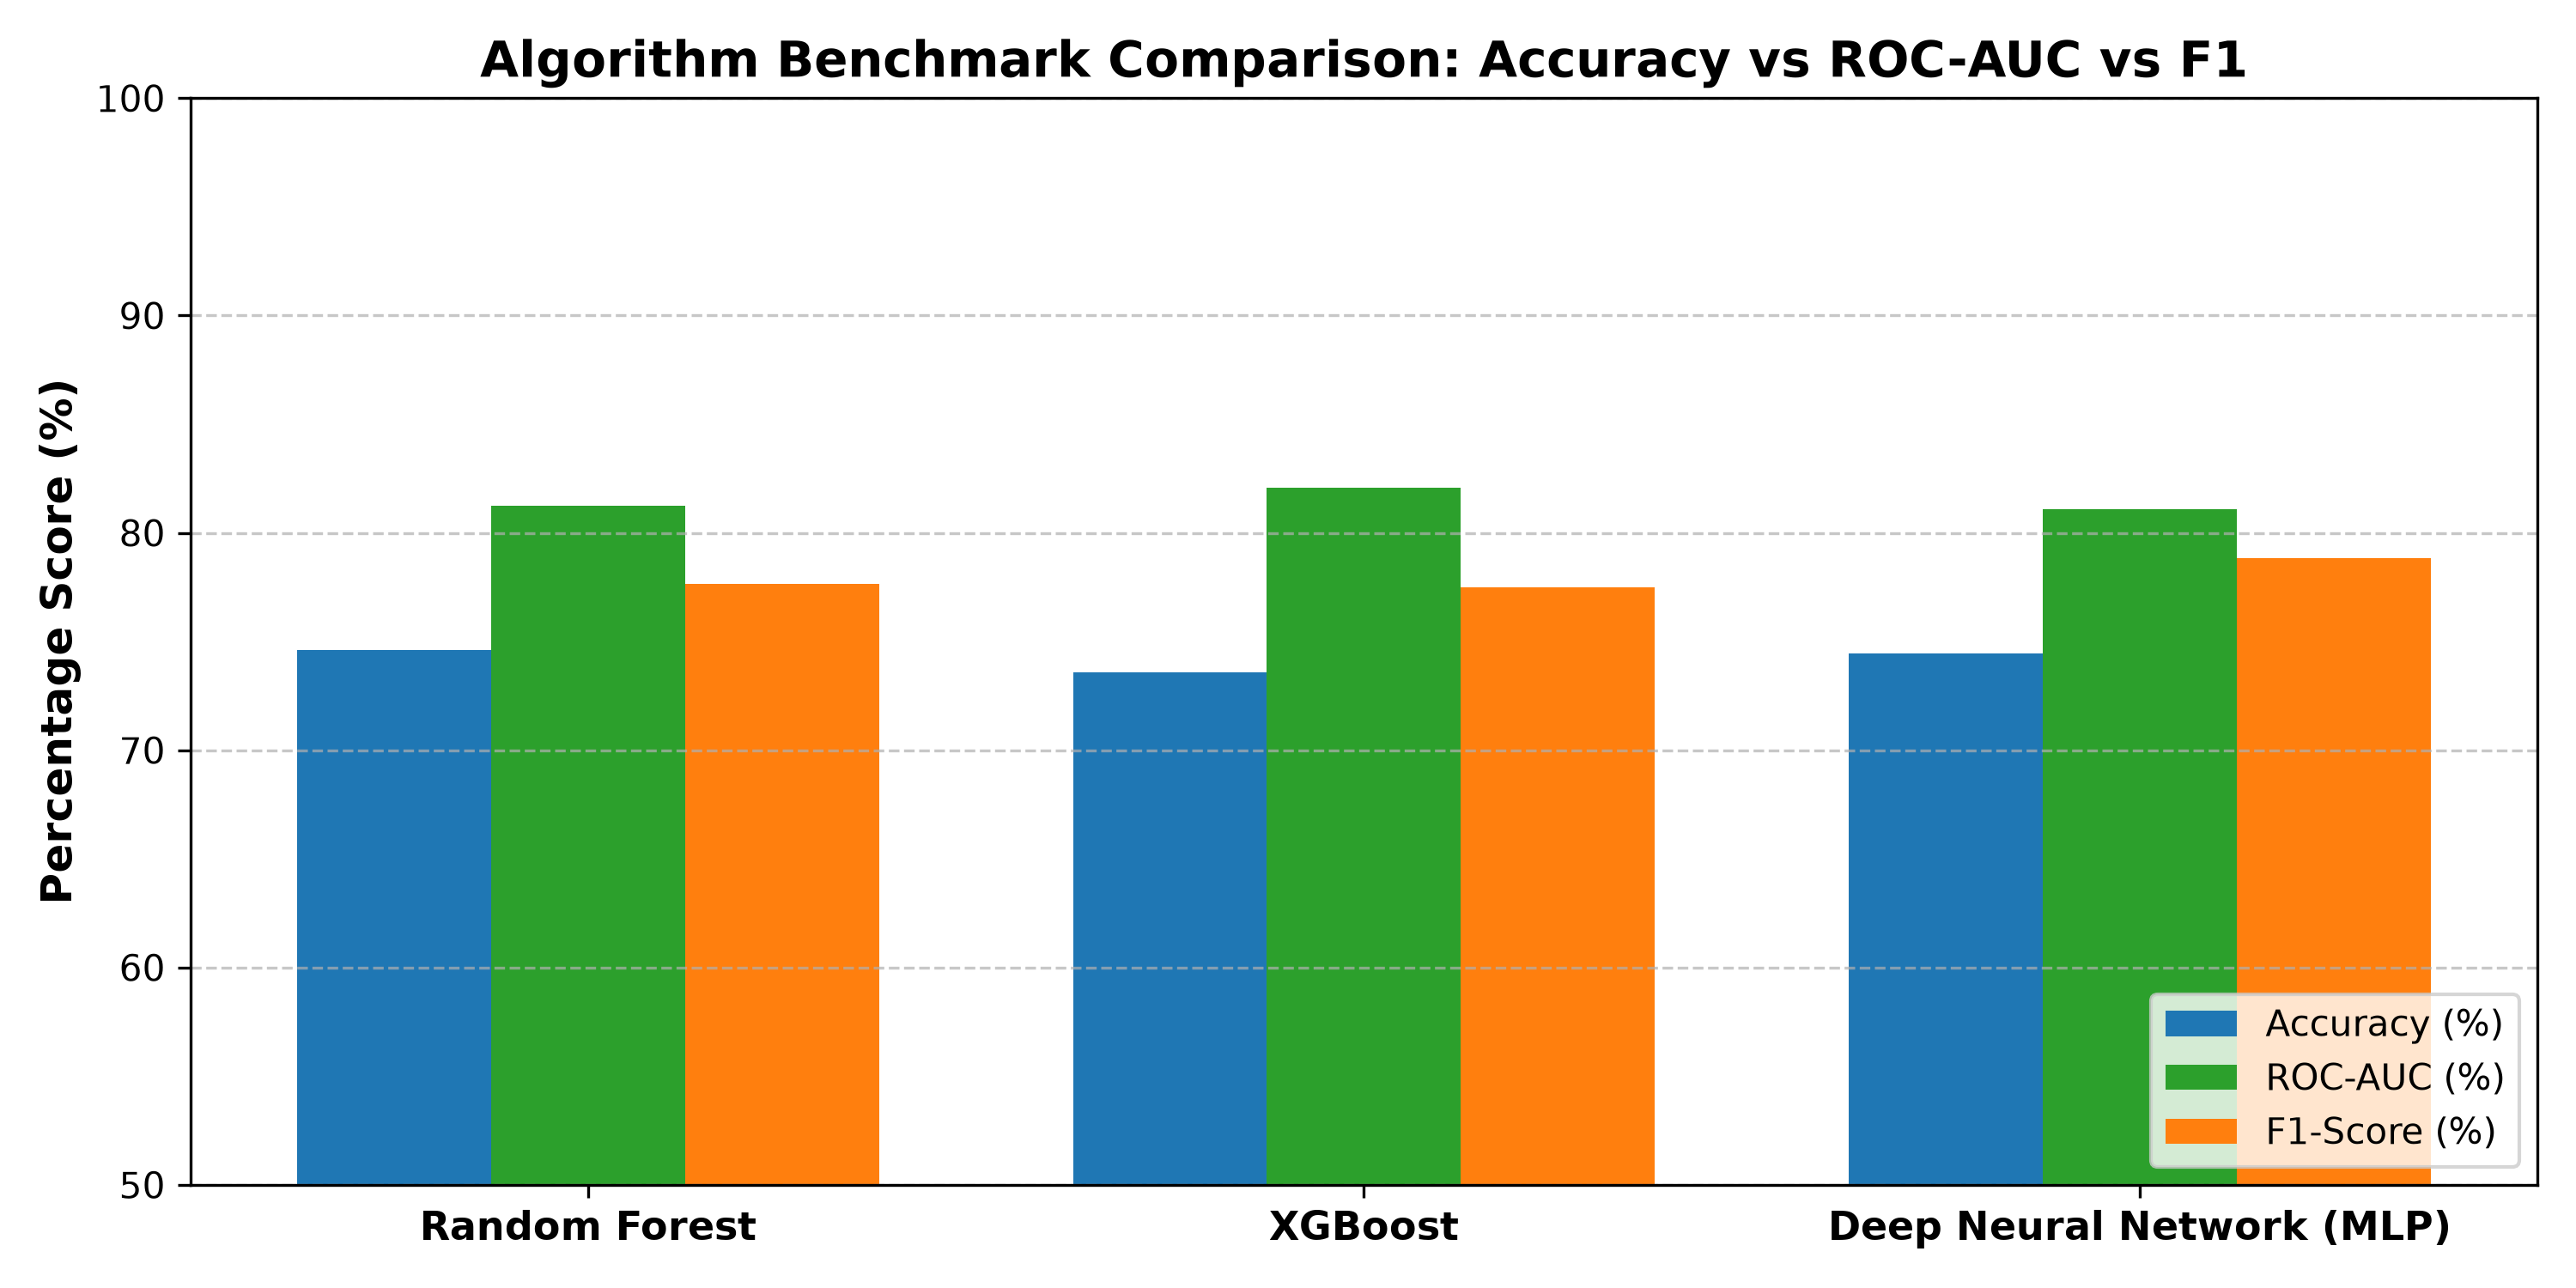 Algorithm Benchmark Comparison: Accuracy vs ROC-AUC vs F1
Percentage Score (%)
100
90
80
70
60
50
Accuracy (%)
ROC-AUC (%)
F1-Score (%)
Random Forest
XGBoost
Deep Neural Network (MLP)